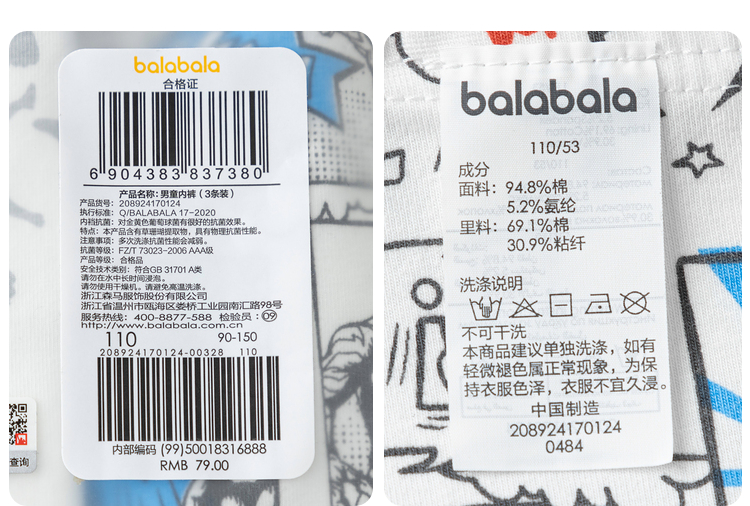 balabala
合格证
6 904383 837380
产品名称: 男童内裤 (3条装)
产品货号: 208924170124
执行标准: Q/BALABALA 17-2020
内裆抗菌: 对金黄色葡萄球菌有很好的抗菌效果。
特点: 本产品含有草珊瑚提取物, 具有物理抗菌性能。
注意事项: 多次洗涤抗菌性能会减弱。
抗菌等级: FZ/T 73023-2006 AAA级
产品等级: 合格品
安全技术类别: 符合GB 31701 A类
请勿在水中长时间浸泡。
请勿使用干燥机。请避免高温洗涤。
浙江森马服饰股份有限公司
浙江省温州市瓯海区娄桥工业园南汇路98号
服务热线: 400-8877-588 检验员: 09
http://www.balabala.com.cn
110 90-150
208924170124-00328 110
内部编码 (99)50018316888
RMB 79.00
查询
balabala
110/53
成分
面料: 94.8%棉
5.2%氨纶
里料: 69.1%棉
30.9%粘纤
洗涤说明
不可干洗
本商品建议单独洗涤, 如有
轻微褪色属正常现象, 为保
持衣服色泽, 衣服不宜久浸。
中国制造
208924170124
0484